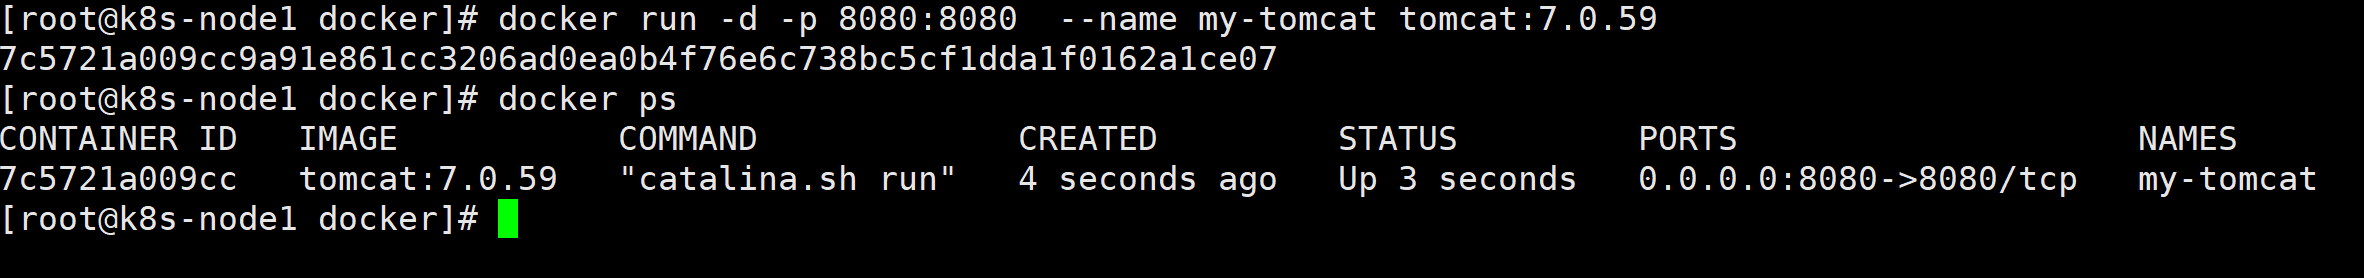 [root@k8s-node1 docker]# docker run -d -p 8080:8080  --name my-tomcat tomcat:7.0.59
7c5721a009cc9a91e861cc3206ad0ea0b4f76e6c738bc5cf1dda1f0162a1ce07
[root@k8s-node1 docker]# docker ps
CONTAINER ID   IMAGE           COMMAND             CREATED         STATUS         PORTS                    NAMES
7c5721a009cc   tomcat:7.0.59   "catalina.sh run"   4 seconds ago   Up 3 seconds   0.0.0.0:8080->8080/tcp   my-tomcat
[root@k8s-node1 docker]#